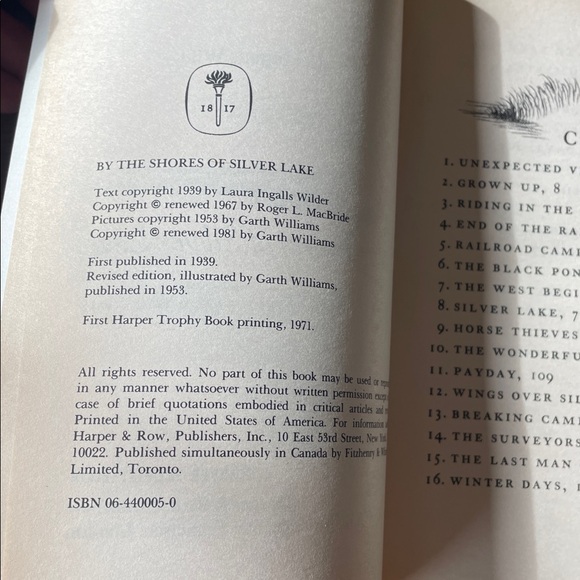 18 17
BY THE SHORES OF SILVER LAKE
Text copyright 1939 by Laura Ingalls Wilder
Copyright © renewed 1967 by Roger L. MacBride
Pictures copyright 1953 by Garth Williams
Copyright © renewed 1981 by Garth Williams
First published in 1939.
Revised edition, illustrated by Garth Williams,
published in 1953.
First Harper Trophy Book printing, 1971.
All rights reserved. No part of this book may be used or
in any manner whatsoever without written permission
case of brief quotations embodied in critical articles and
Printed in the United States of America. For information
Harper & Row, Publishers, Inc., 10 East 53rd Street, New
10022. Published simultaneously in Canada by Fitzhenry &
Limited, Toronto.
ISBN 06-440005-0
C
1. UNEXPECTED V
2. GROWN UP, 8
3. RIDING IN THE
4. END OF THE RA
5. RAILROAD CAMP
6. THE BLACK PON
7. THE WEST BEGI
8. SILVER LAKE, 7
9. HORSE THIEVES
10. THE WONDERFU
11. PAYDAY, 109
12. WINGS OVER SIL
13. BREAKING CAMP
14. THE SURVEYORS
15. THE LAST MAN
16. WINTER DAYS, 1